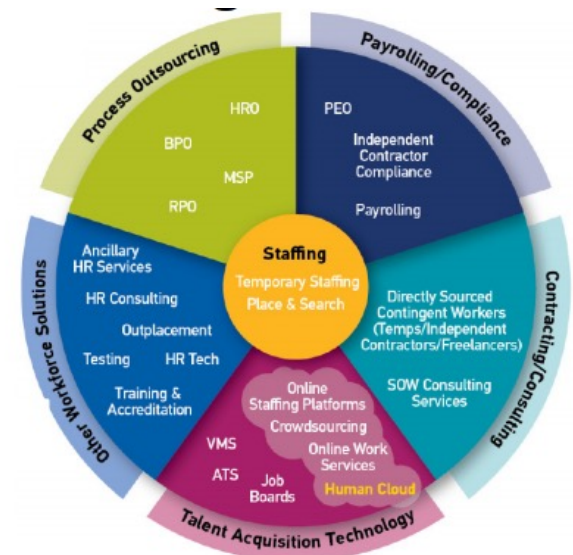 Process Outsourcing
HRO
BPO
MSP
RPO
Payrolling/Compliance
PEO
Independent
Contractor
Compliance
Payrolling
Staffing
Temporary Staffing
Place & Search
Other Workforce Solutions
Ancillary
HR Services
HR Consulting
Outplacement
Testing
HR Tech
Training &
Accreditation
Contracting/Consulting
Directly Sourced
Contingent Workers
(Temps/Independent
Contractors/Freelancers)
SOW Consulting
Services
Online
Staffing Platforms
Crowdsourcing
Online Work
Services
Human Cloud
VMS
ATS
Job
Boards
Talent Acquisition Technology